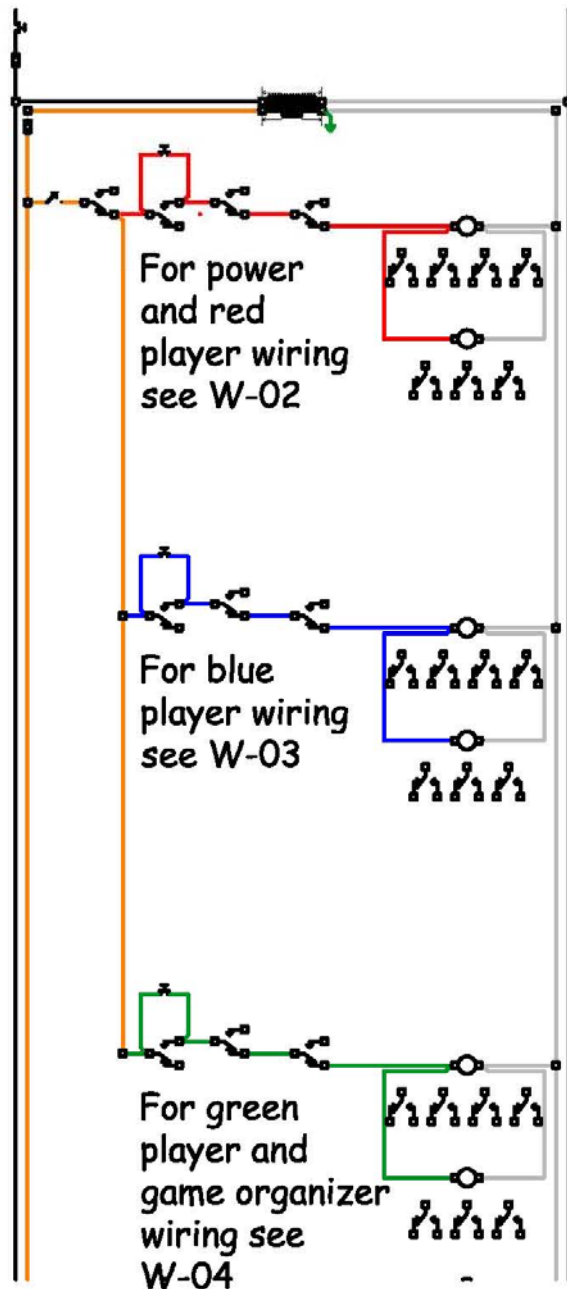 For power
and red
player wiring
see W-02
For blue
player wiring
see W-03
For green
player and
game organizer
wiring see
W-04